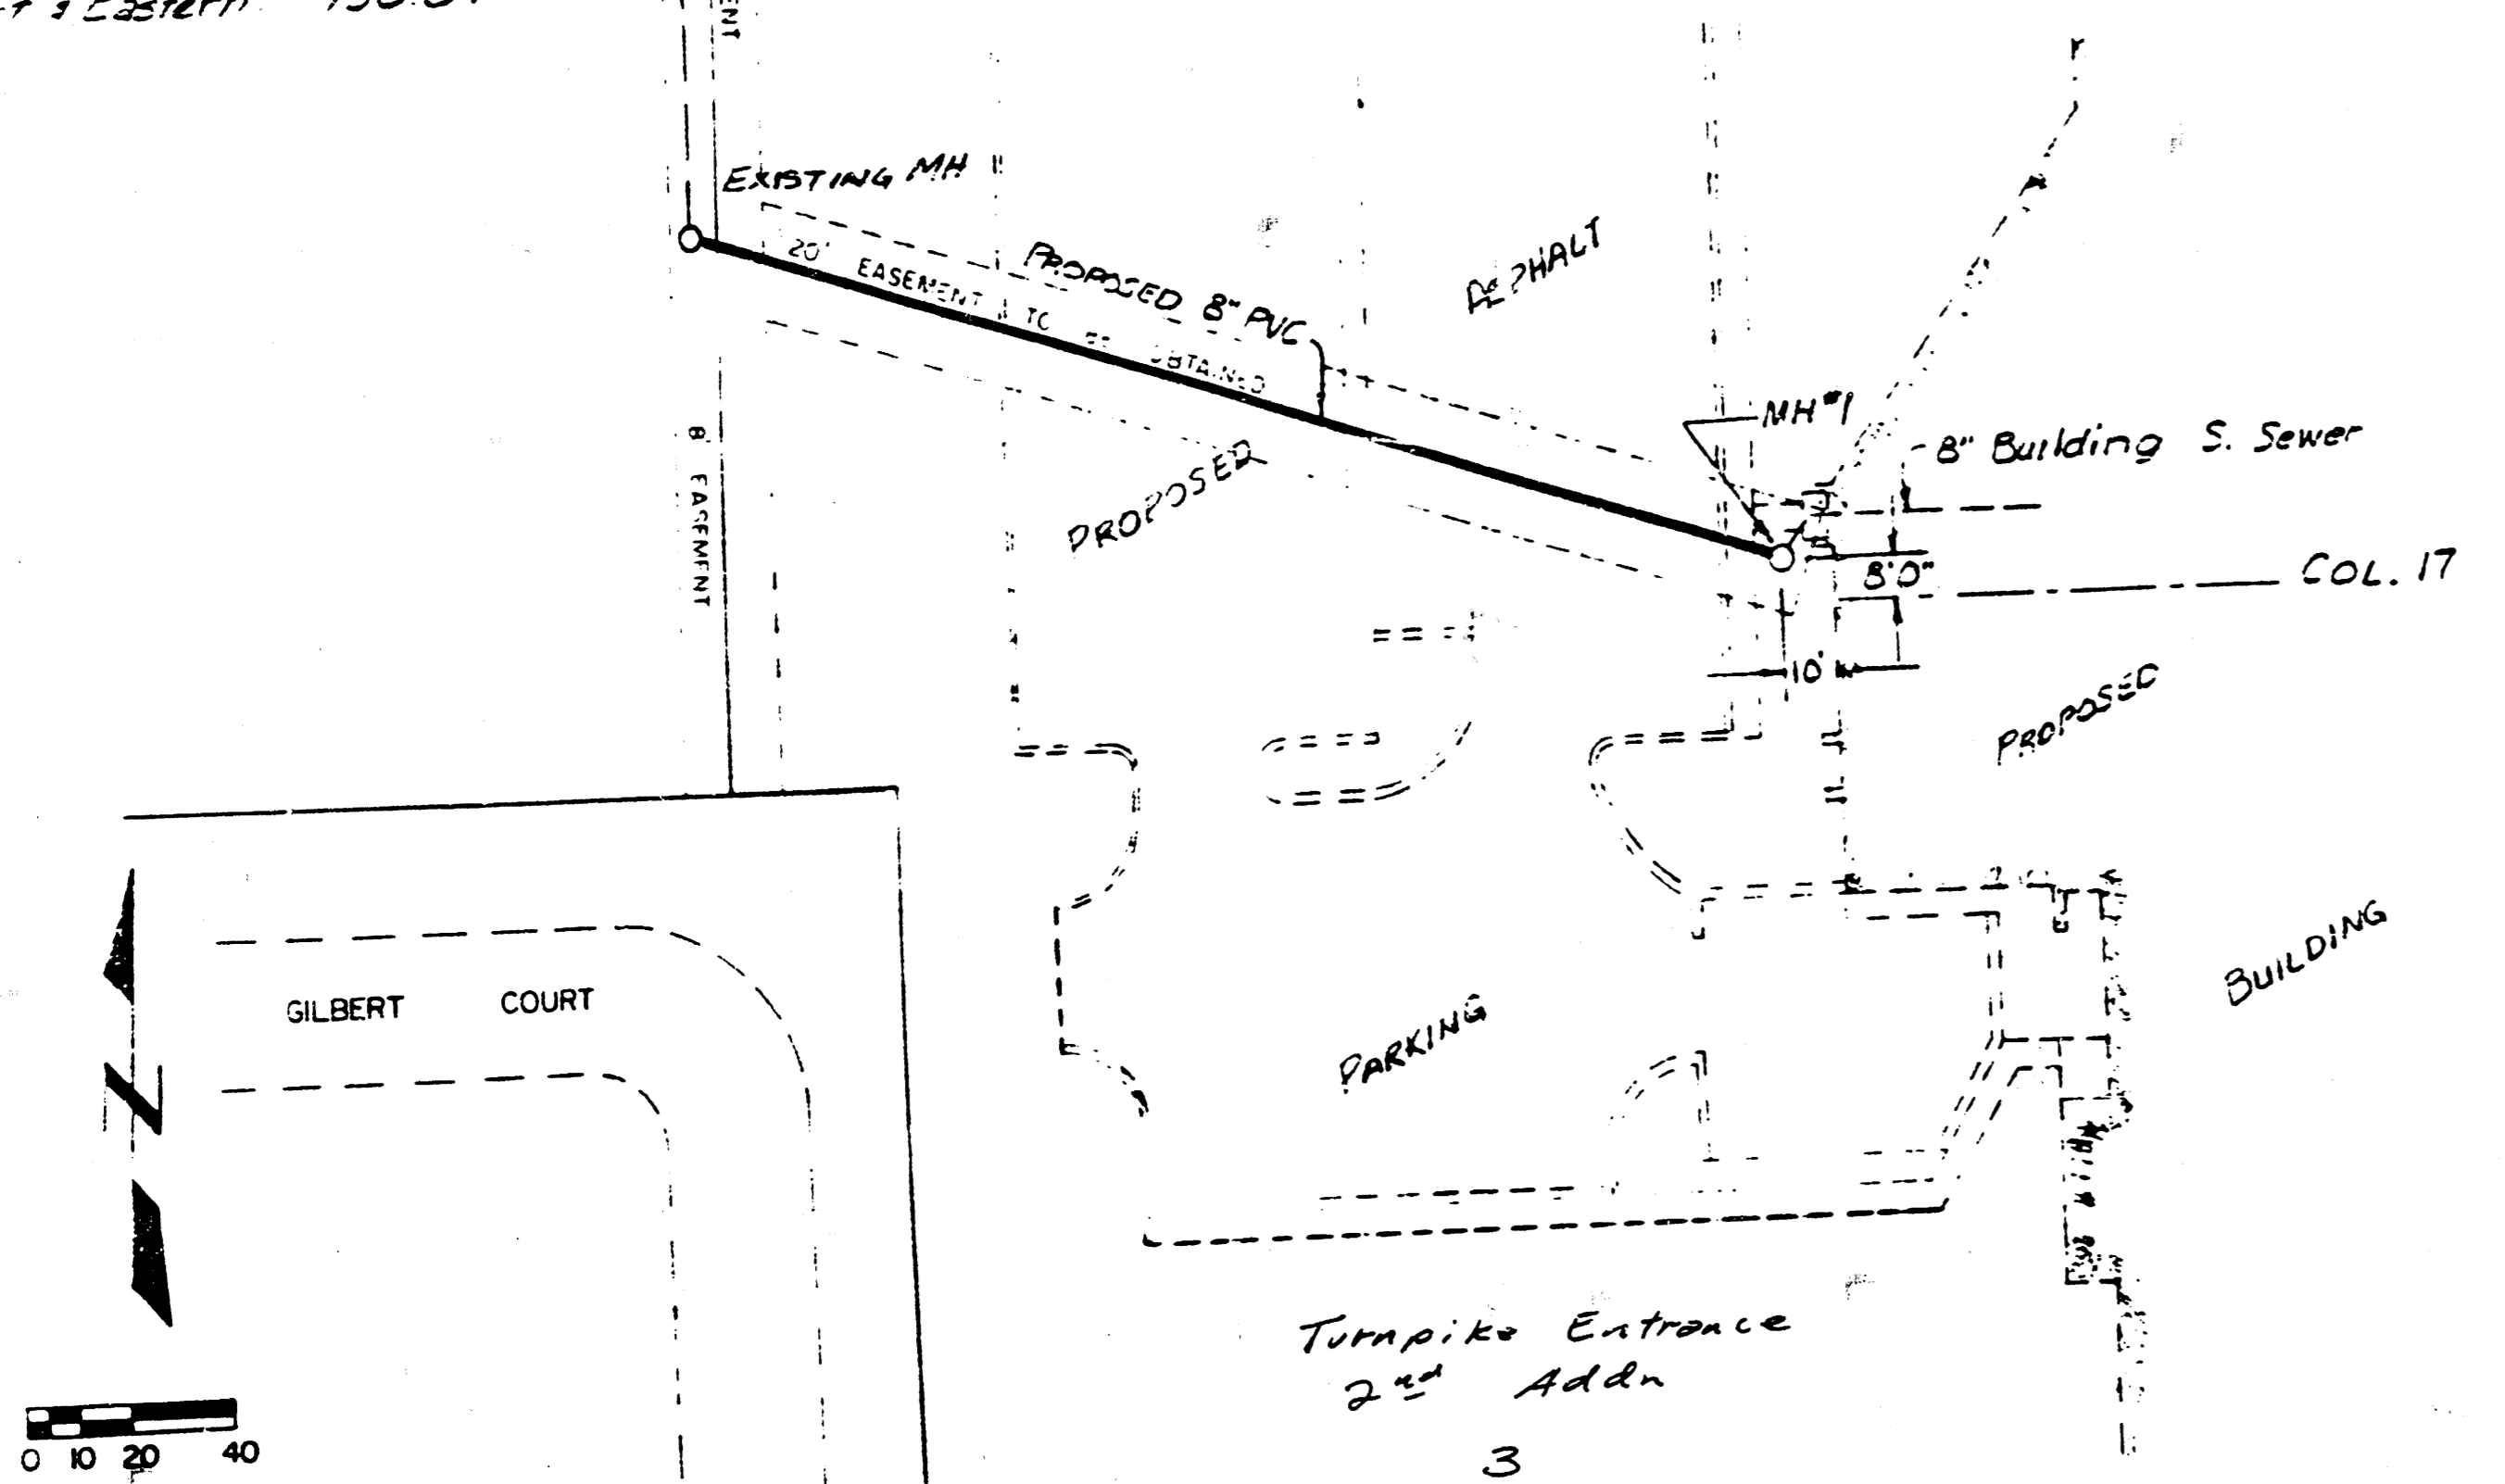 Eastern
EXISTING MH
20' EASEMENT TO BE OBTAINED
PROPOSED 8" PVC
ASPHALT
MH#1
8" Building S. Sewer
8' EASEMENT
PROPOSED
8'0"
COL. 17
10'
PROPOSED
BUILDING
GILBERT COURT
PARKING
N
Turnpike Entrance
2nd Addn
0 10 20 40
3